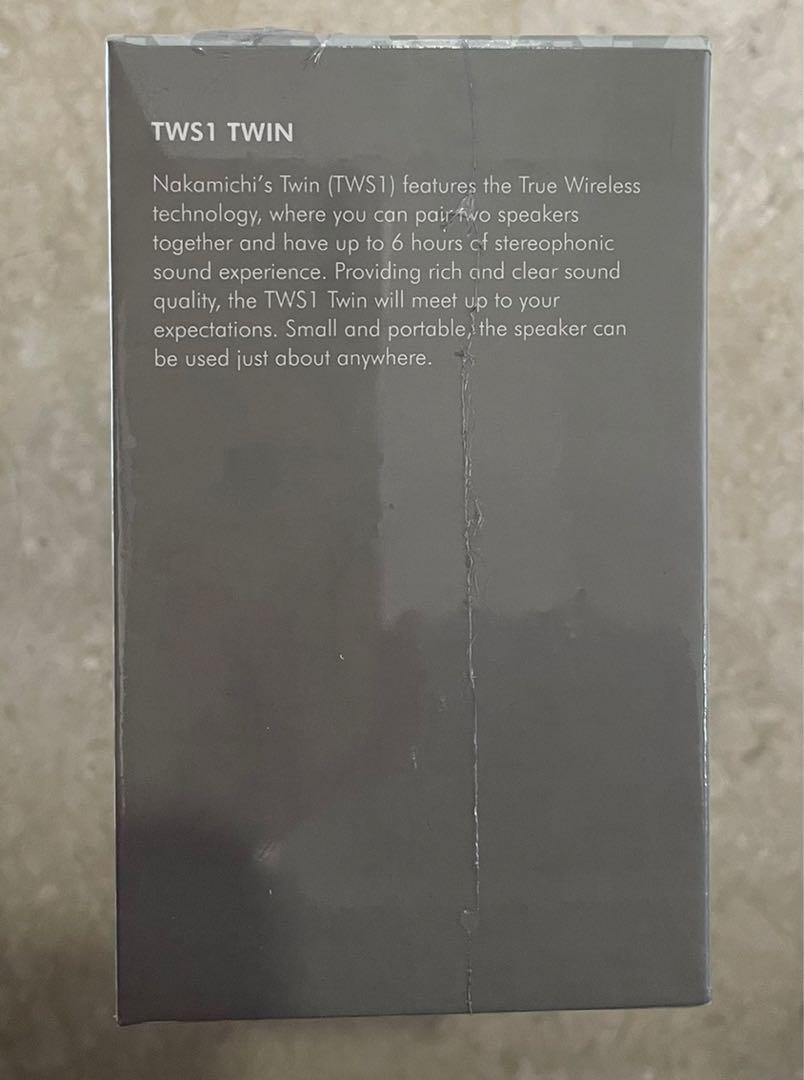 TWS1 TWIN
Nakamichi's Twin (TWS1) features the True Wireless
technology, where you can pair two speakers
together and have up to 6 hours of stereophonic
sound experience. Providing rich and clear sound
quality, the TWS1 Twin will meet up to your
expectations. Small and portable, the speaker can
be used just about anywhere.